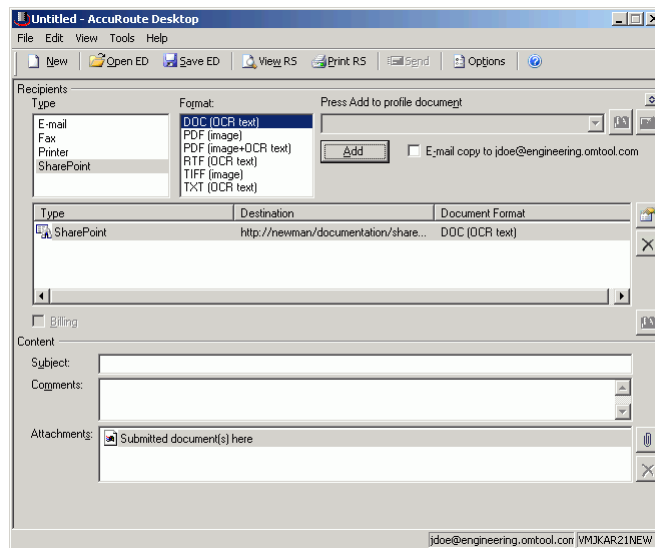 Untitled - AccuRoute Desktop
File Edit View Tools Help
New Open ED Save ED View RS Print RS Send Options
Recipients
Type Format: Press Add to profile document
E-mail
Fax
Printer
SharePoint
DOC (OCR text)
PDF (image)
PDF (image+OCR text)
RTF (OCR text)
TIFF (image)
TXT (OCR text)
Add E-mail copy to jdoe@engineering.omtool.com
Type Destination Document Format
SharePoint http://newman/documentation/share... DOC (OCR text)
Billing
Content
Subject:
Comments:
Attachments: Submitted document(s) here
jdoe@engineering.omtool.com VMJKAR21NEW